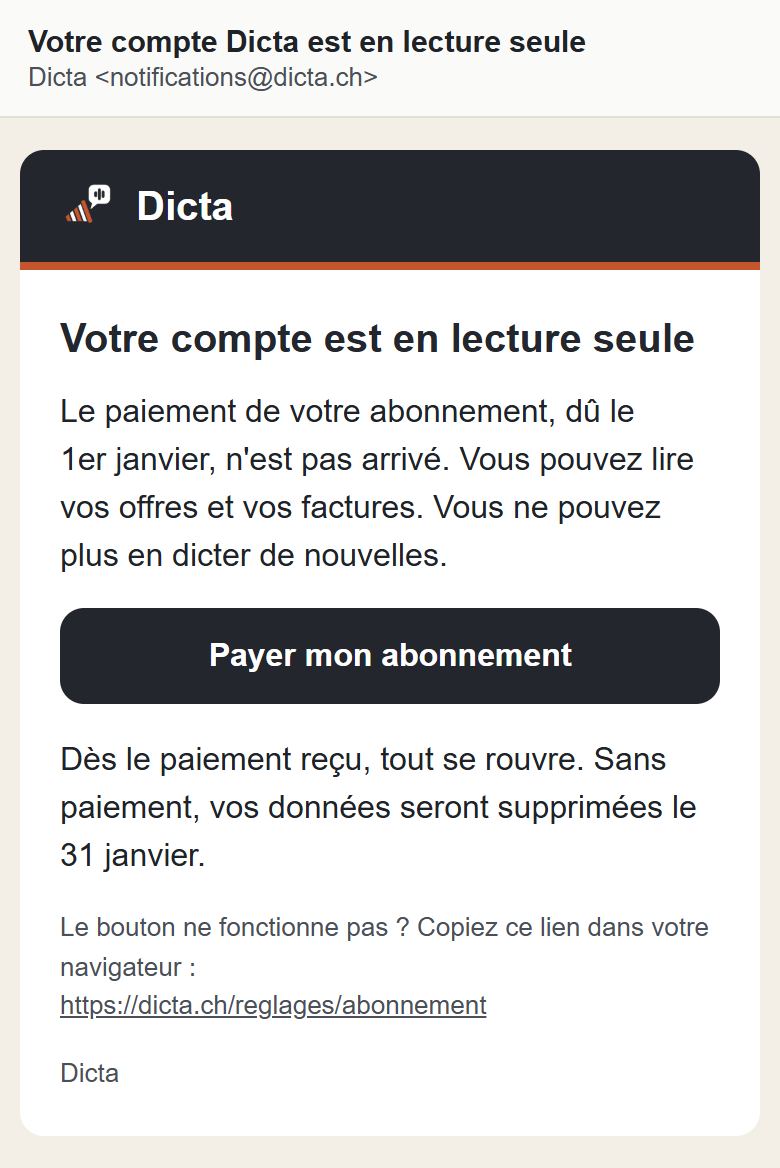 Votre compte Dicta est en lecture seule
Dicta <notifications@dicta.ch>
Dicta
Votre compte est en lecture seule
Le paiement de votre abonnement, dû le
1er janvier, n'est pas arrivé. Vous pouvez lire
vos offres et vos factures. Vous ne pouvez
plus en dicter de nouvelles.
Payer mon abonnement
Dès le paiement reçu, tout se rouvre. Sans
paiement, vos données seront supprimées le
31 janvier.
Le bouton ne fonctionne pas ? Copiez ce lien dans votre
navigateur :
https://dicta.ch/reglages/abonnement
Dicta